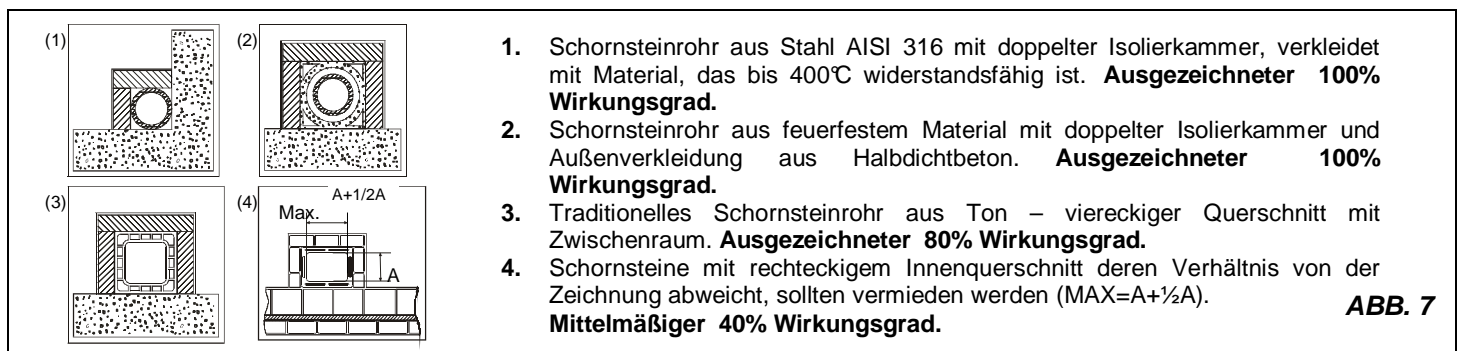 (1)
(2)
(3)
(4)
A+1/2A
Max.
A
1. Schornsteinrohr aus Stahl AISI 316 mit doppelter Isolierkammer, verkleidet
mit Material, das bis 400°C widerstandsfähig ist. Ausgezeichneter 100%
Wirkungsgrad.
2. Schornsteinrohr aus feuerfestem Material mit doppelter Isolierkammer und
Außenverkleidung aus Halbdichtbeton. Ausgezeichneter 100%
Wirkungsgrad.
3. Traditionelles Schornsteinrohr aus Ton – viereckiger Querschnitt mit
Zwischenraum. Ausgezeichneter 80% Wirkungsgrad.
4. Schornsteine mit rechteckigem Innenquerschnitt deren Verhältnis von der
Zeichnung abweicht, sollten vermieden werden (MAX=A+½A).
Mittelmäßiger 40% Wirkungsgrad.
ABB. 7